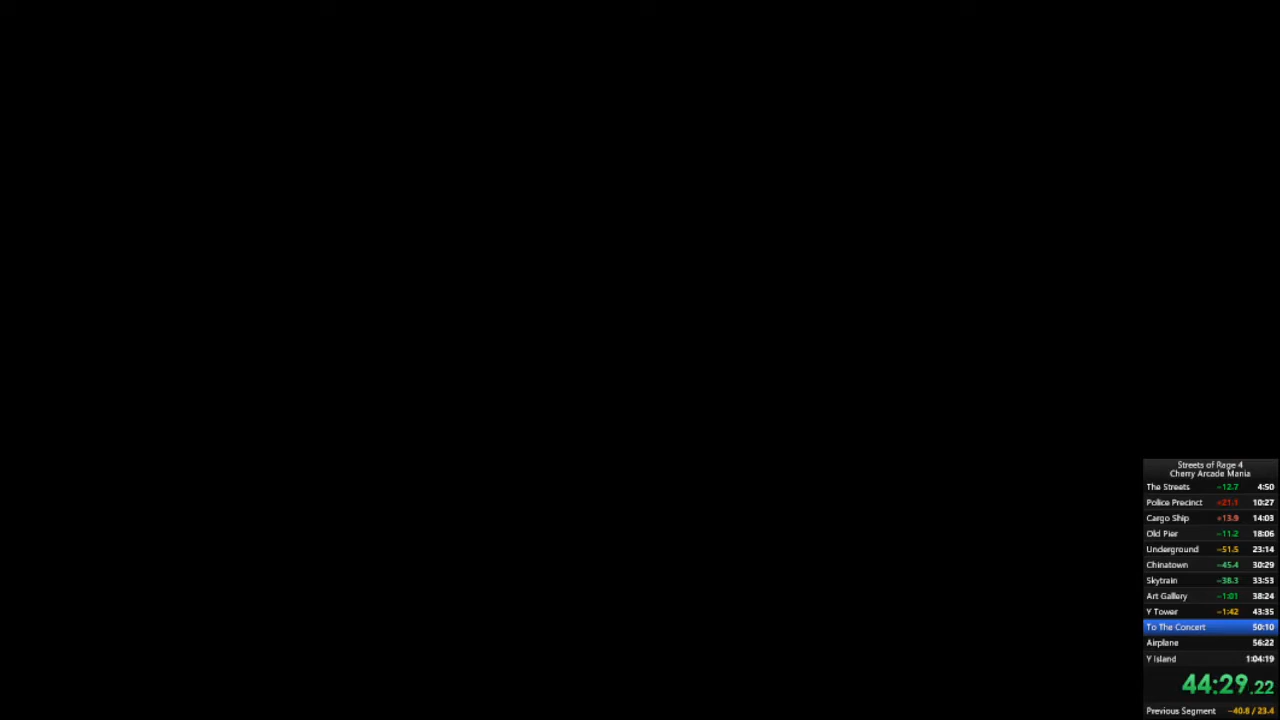 Streets of Rage 4
Cherry Arcade Mania
The Streets −12.7 4:50
Police Precinct +21.1 10:27
Cargo Ship +13.9 14:03
Old Pier −11.2 18:06
Underground −51.5 23:14
Chinatown −45.4 30:29
Skytrain −38.3 33:53
Art Gallery −1:01 38:24
Y Tower −1:42 43:35
To The Concert 50:10
Airplane 56:22
Y Island 1:04:19
44:29.22
Previous Segment −40.8 / 23.4